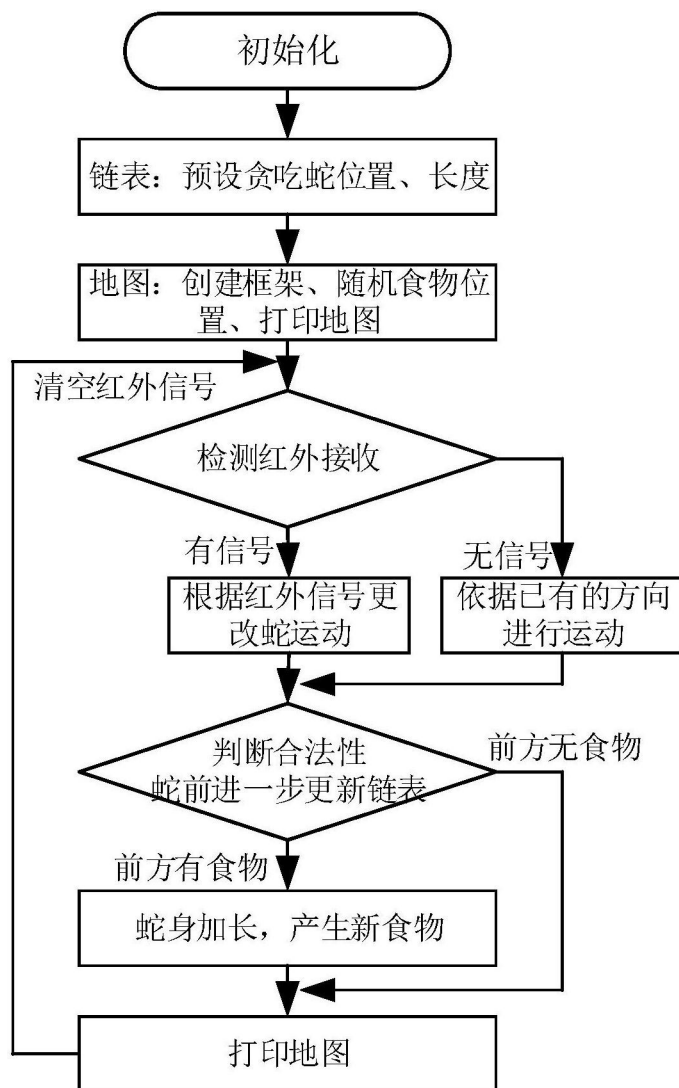 初始化
链表：预设贪吃蛇位置、长度
地图：创建框架、随机食物位
置、打印地图
清空红外信号
检测红外接收
有信号
无信号
根据红外信号更
改蛇运动
依据已有的方向
进行运动
判断合法性
蛇前进一步更新链表
前方无食物
前方有食物
蛇身加长，产生新食物
打印地图